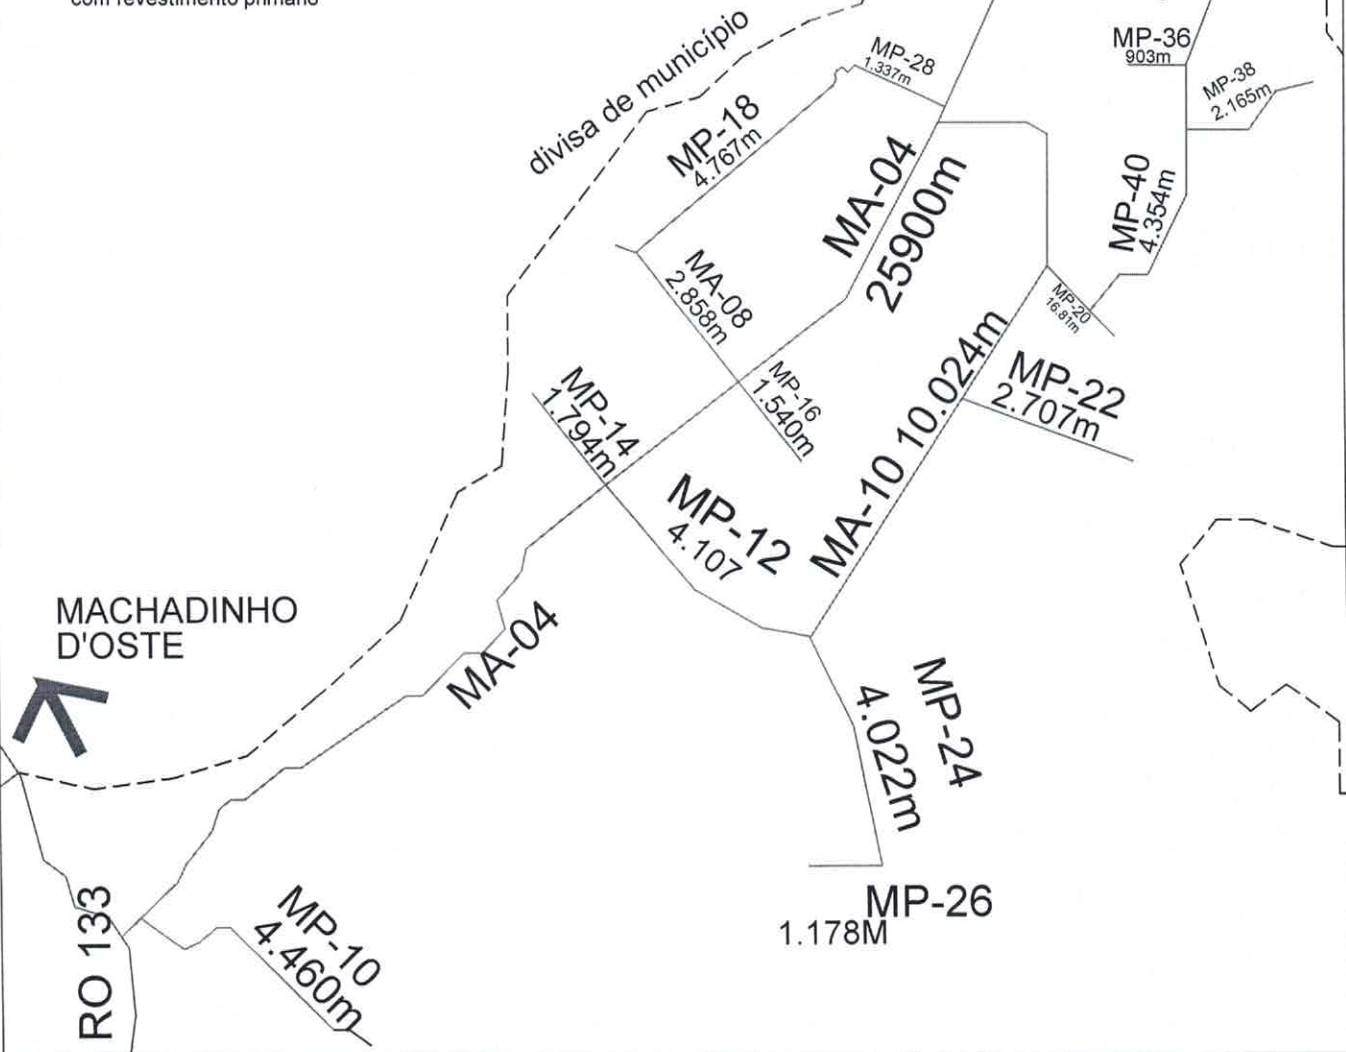 com revestimento primário
divisa de município
MP-28
1.337m
MP-36
903m
MP-38
2.165m
MP-18
4.767m
MA-04
25900m
MP-40
4.354m
MA-08
2.858m
MP-20
16.81m
MP-16
1.540m
MA-10 10.024m
MP-22
2.707m
MP-14
1.794m
MP-12
4.107
MACHADINHO
D'OSTE
MA-04
MP-24
4.022m
MP-26
1.178M
RO 133
MP-10
4.460m